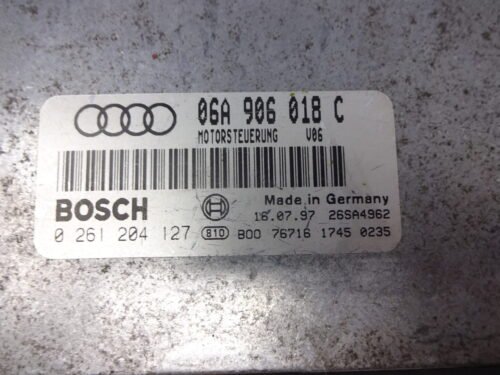 06A 906 018 C
MOTORSTEUERUNG V06
Made in Germany
BOSCH 16.07.97 26SA4962
0 261 204 127 810 B00 76716 1745 0235